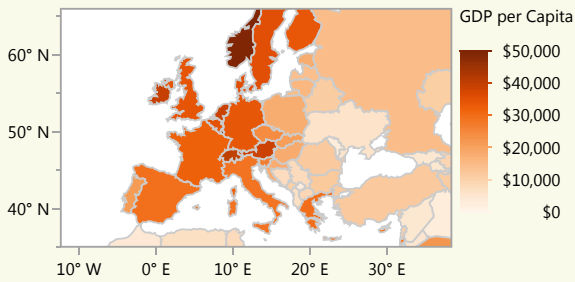 GDP per Capita
60° N
50° N
40° N
10° W
0° E
10° E
20° E
30° E
$50,000
$40,000
$30,000
$20,000
$10,000
$0